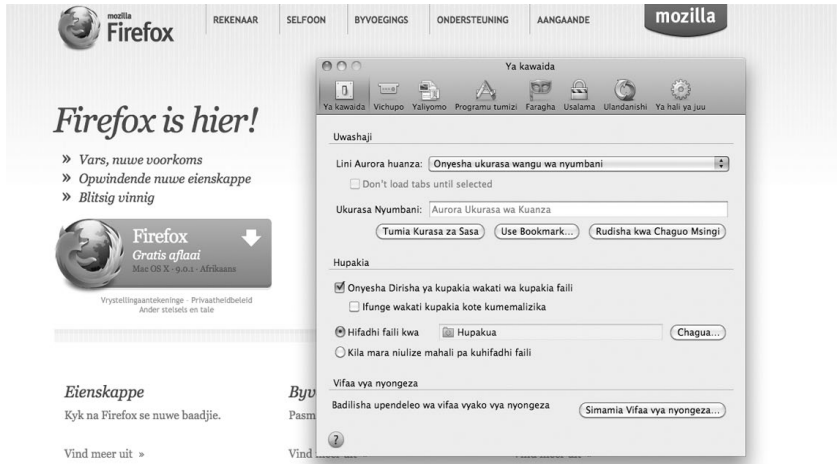 mozilla
Firefox
REKENAAR SELFOON BYVOEGINGS ONDERSTEUNING AANGAANDE
mozilla
Firefox is hier!
» Vars, nuwe voorkoms
» Opwindende nuwe eienskappe
» Blitsig vinnig
Firefox
Gratis aflaai
Mac OS X · 9.0.1 · Afrikaans
Vrystellingaantekeninge · Privaatheidbeleid
Ander stelsels en tale
Eienskappe
Kyk na Firefox se nuwe baadjie.
Vind meer uit »
Byv
Pasm
Vind
Ya kawaida
Ya kawaida Vichupo Yaliyomo Programu tumizi Faragha Usalama Ulandanishi Ya hali ya juu
Uwashaji
Lini Aurora huanza: Onyesha ukurasa wangu wa nyumbani
Don't load tabs until selected
Ukurasa Nyumbani: Aurora Ukurasa wa Kuanza
Tumia Kurasa za Sasa Use Bookmark... Rudisha kwa Chaguo Msingi
Hupakia
Onyesha Dirisha ya kupakia wakati wa kupakia faili
Ifunge wakati kupakia kote kumemalizika
Hifadhi faili kwa Hupakua Chagua...
Kila mara niulize mahali pa kuhifadhi faili
Vifaa vya nyongeza
Badilisha upendeleo wa vifaa vyako vya nyongeza Simamia Vifaa vya nyongeza...
?